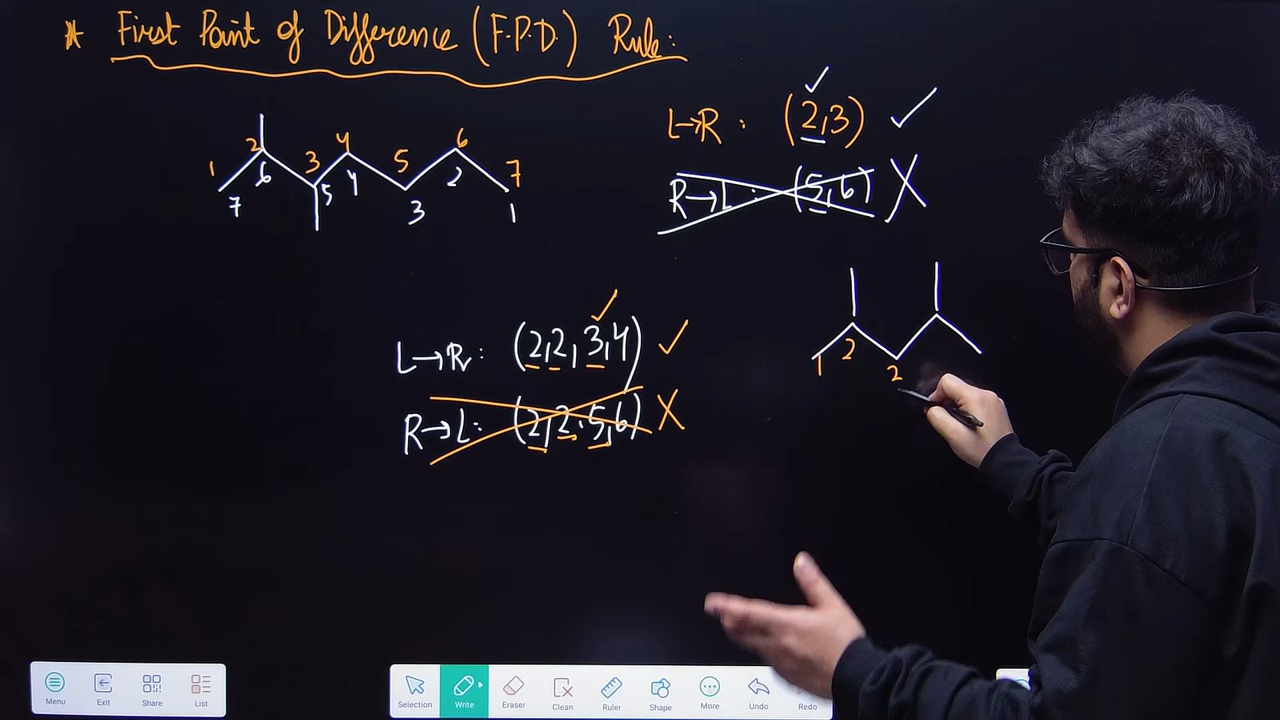 * First Point of Difference (F.P.D.) Rule:
1 2 3 4 5 6 7
7 6 5 4 3 2 1
L→R : (2,3) ✓
R→L : (5,6) X
L→R : (2,2,3,4) ✓
R→L : (2,2,5,6) X
1 2 2
Menu Exit Share List
Selection Write Eraser Clean Ruler Shape More Undo Redo